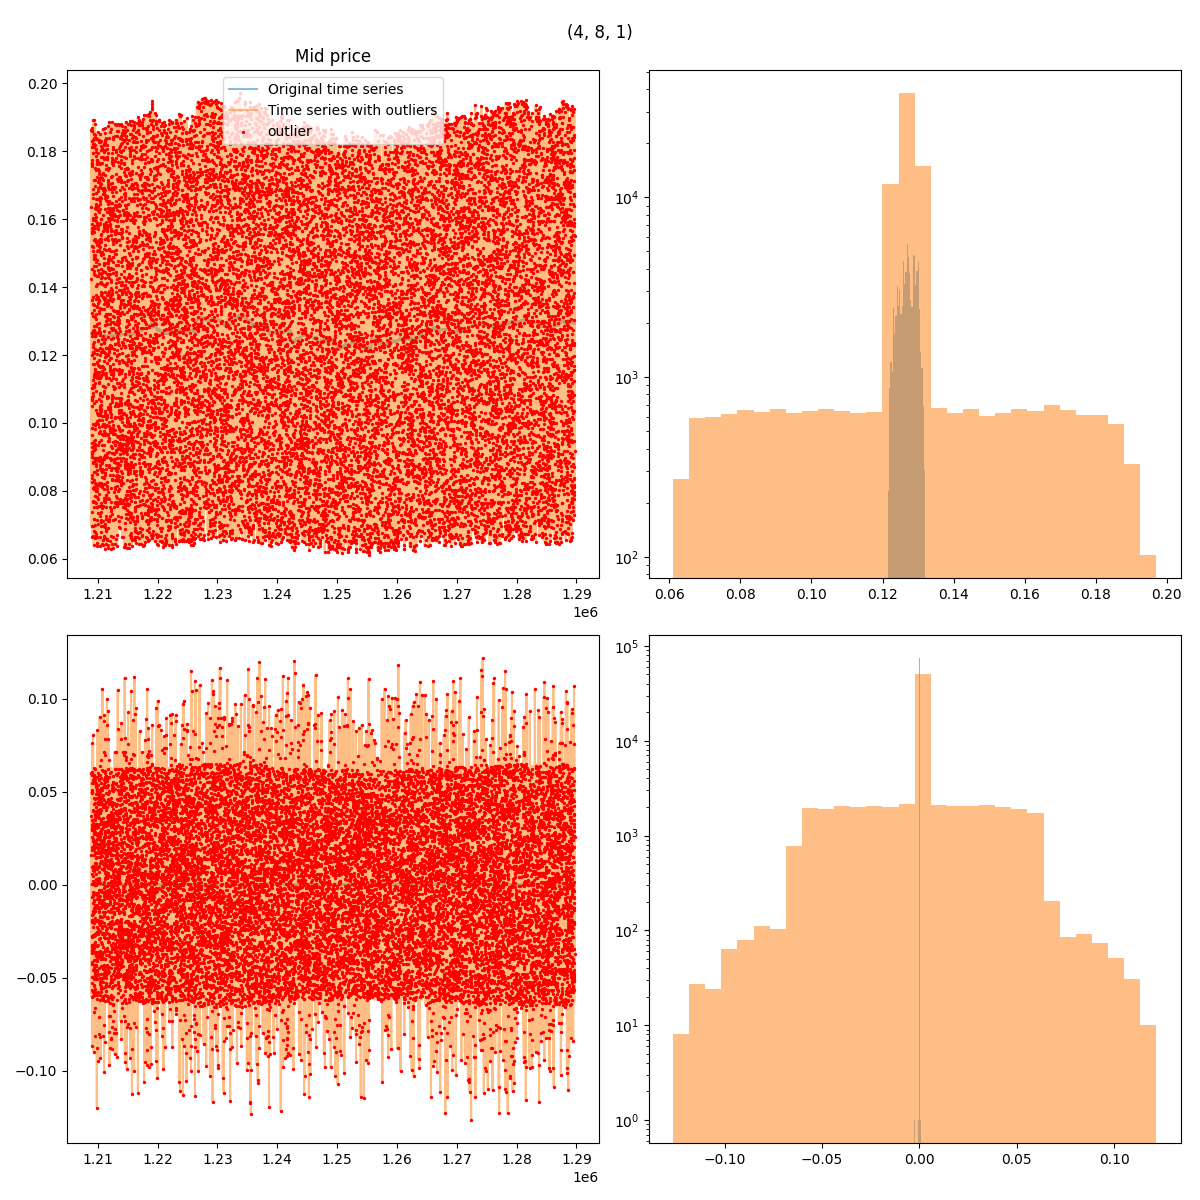 (4, 8, 1)
Mid price
Original time series
Time series with outliers
outlier
0.20
0.18
0.16
0.14
0.12
0.10
0.08
0.06
1.21 1.22 1.23 1.24 1.25 1.26 1.27 1.28 1.29
1e6
10^4
10^3
10^2
0.06 0.08 0.10 0.12 0.14 0.16 0.18 0.20
0.10
0.05
0.00
−0.05
−0.10
1.21 1.22 1.23 1.24 1.25 1.26 1.27 1.28 1.29
1e6
10^5
10^4
10^3
10^2
10^1
10^0
−0.10 −0.05 0.00 0.05 0.10